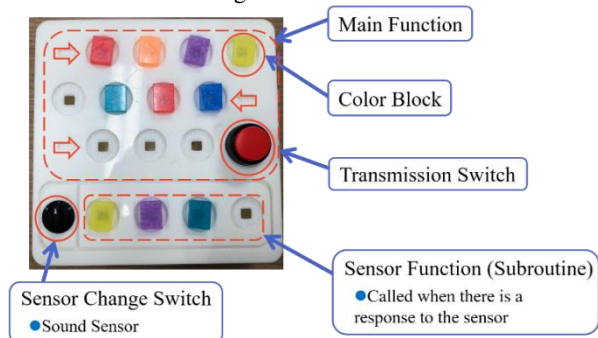 Main Function
Color Block
Transmission Switch
Sensor Function (Subroutine)
●Called when there is a
response to the sensor
Sensor Change Switch
●Sound Sensor